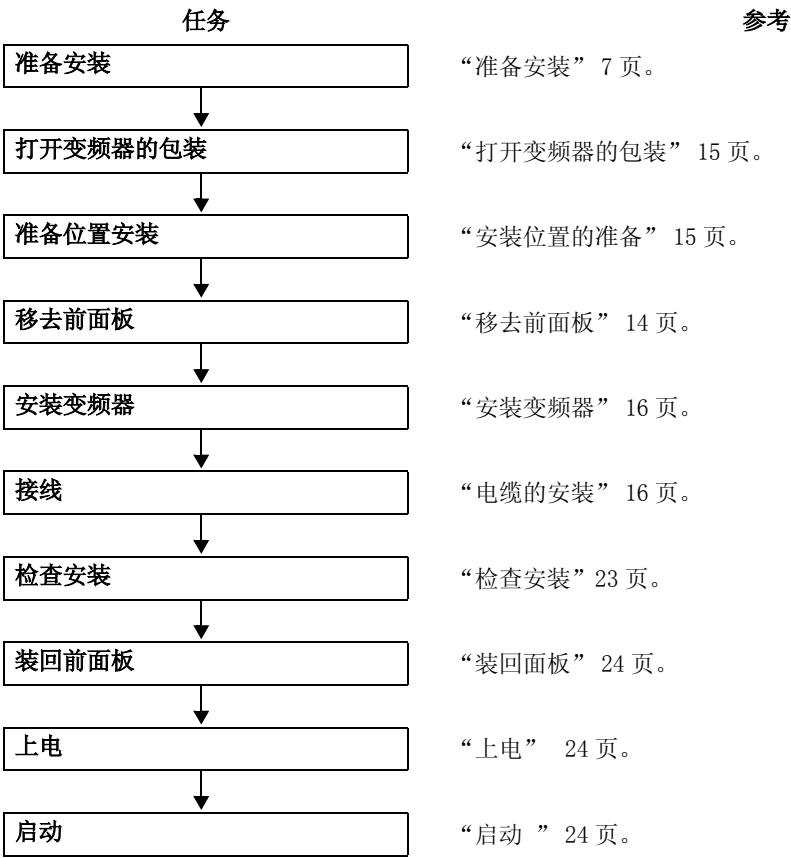 任务 参考
准备安装 “准备安装” 7 页。
打开变频器的包装 “打开变频器的包装” 15 页。
准备位置安装 “安装位置的准备” 15 页。
移去前面板 “移去前面板” 14 页。
安装变频器 “安装变频器” 16 页。
接线 “电缆的安装” 16 页。
检查安装 “检查安装”23 页。
装回前面板 “装回面板” 24 页。
上电 “上电” 24 页。
启动 “启动 ” 24 页。